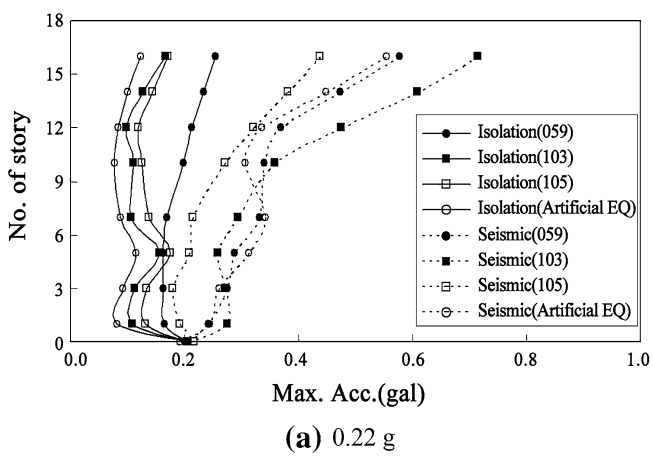 18
15
12
9
6
3
0
No. of story
0.0 0.2 0.4 0.6 0.8 1.0
Max. Acc.(gal)
Isolation(059)
Isolation(103)
Isolation(105)
Isolation(Artificial EQ)
Seismic(059)
Seismic(103)
Seismic(105)
Seismic(Artificial EQ)
(a) 0.22 g